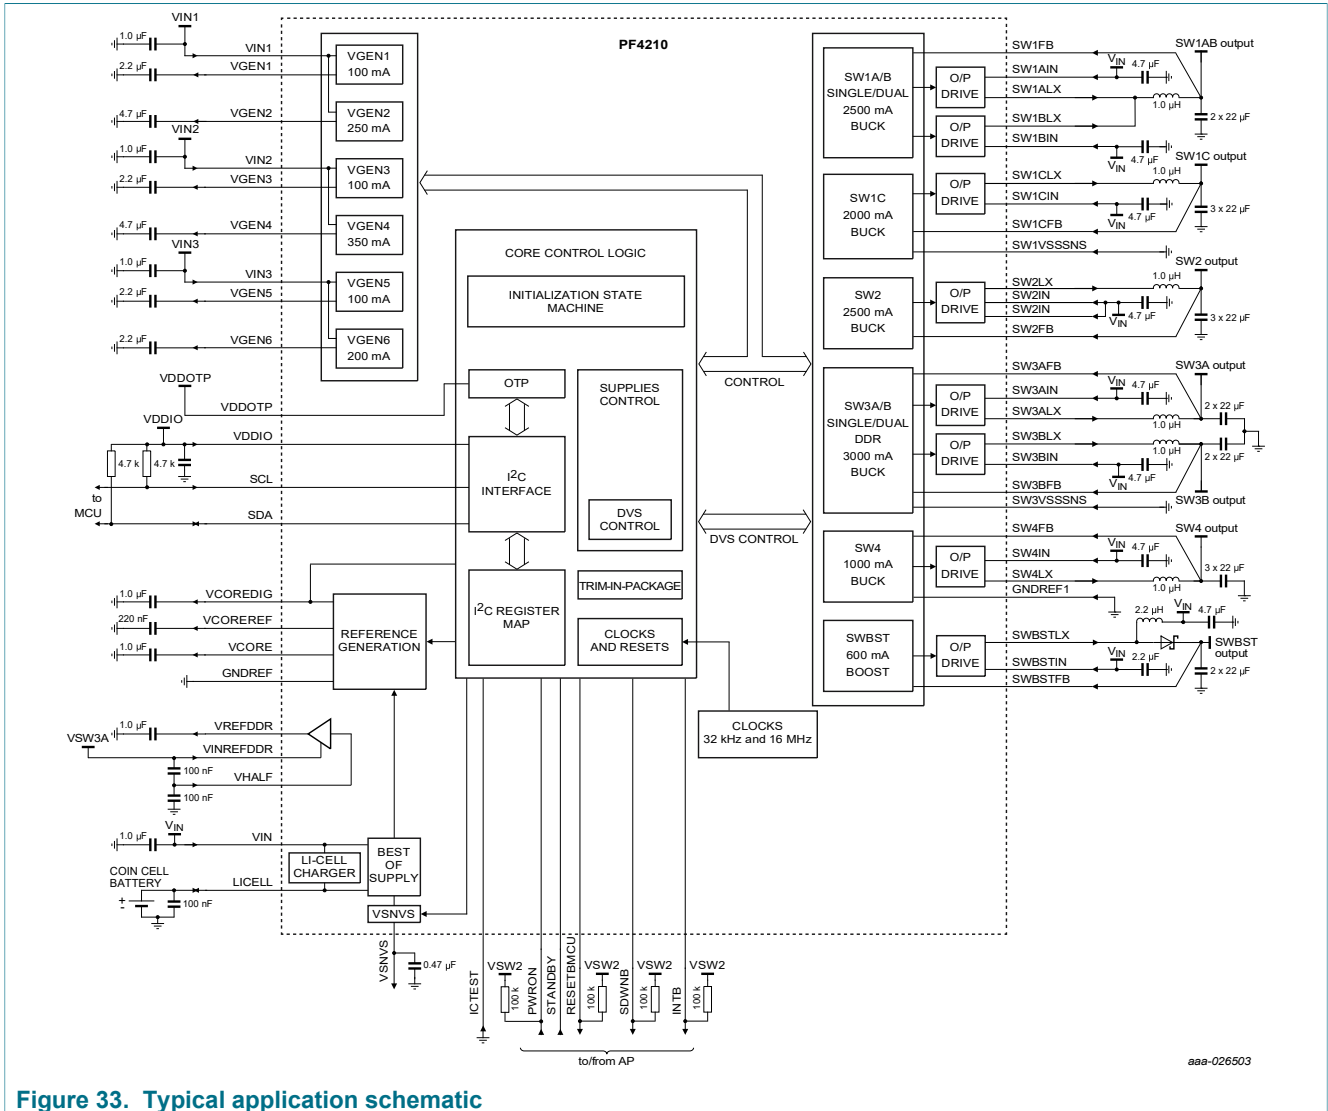 PF4210
VIN1
1.0 µF
VIN1
2.2 µF
VGEN1
4.7 µF
VGEN2
VIN2
1.0 µF
VIN2
2.2 µF
VGEN3
4.7 µF
VGEN4
VIN3
1.0 µF
VIN3
2.2 µF
VGEN5
2.2 µF
VGEN6
VGEN1
100 mA
VGEN2
250 mA
VGEN3
100 mA
VGEN4
350 mA
VGEN5
100 mA
VGEN6
200 mA
VDDOTP
VDDOTP
VDDIO
VDDIO
4.7 k
4.7 k
SCL
to
MCU
SDA
1.0 µF
VCOREDIG
220 nF
VCOREREF
1.0 µF
VCORE
GNDREF
REFERENCE
GENERATION
1.0 µF
VREFDDR
VSW3A
VINREFDDR
100 nF
VHALF
100 nF
VIN
1.0 µF
VIN
LI-CELL
CHARGER
BEST
OF
SUPPLY
COIN CELL
BATTERY
+
-
LICELL
100 nF
VSNVS
VSNVS
0.47 µF
CORE CONTROL LOGIC
INITIALIZATION STATE
MACHINE
OTP
I2C
INTERFACE
I2C REGISTER
MAP
SUPPLIES
CONTROL
DVS
CONTROL
TRIM-IN-PACKAGE
CLOCKS
AND RESETS
CLOCKS
32 kHz and 16 MHz
CONTROL
DVS CONTROL
ICTEST
VSW2
100 k
PWRON
STANDBY
RESETBMCU
VSW2
100 k
SDWNB
VSW2
100 k
INTB
VSW2
100 k
to/from AP
SW1A/B
SINGLE/DUAL
2500 mA
BUCK
O/P
DRIVE
O/P
DRIVE
SW1FB
SW1AIN
SW1ALX
SW1BLX
SW1BIN
VIN
4.7 µF
SW1AB output
1.0 µH
2 x 22 µF
VIN
4.7 µF
SW1C
2000 mA
BUCK
O/P
DRIVE
SW1CLX
SW1CIN
SW1CFB
SW1VSSSNS
SW1C output
1.0 µH
VIN
4.7 µF
3 x 22 µF
SW2
2500 mA
BUCK
O/P
DRIVE
SW2LX
SW2IN
SW2IN
SW2FB
SW2 output
1.0 µH
VIN
4.7 µF
3 x 22 µF
SW3A/B
SINGLE/DUAL
DDR
3000 mA
BUCK
O/P
DRIVE
O/P
DRIVE
SW3AFB
SW3AIN
SW3ALX
SW3BLX
SW3BIN
SW3BFB
SW3VSSSNS
SW3A output
VIN
4.7 µF
2 x 22 µF
1.0 µH
1.0 µH
2 x 22 µF
VIN
4.7 µF
SW3B output
SW4
1000 mA
BUCK
O/P
DRIVE
SW4FB
SW4IN
SW4LX
GNDREF1
SW4 output
VIN
4.7 µF
3 x 22 µF
1.0 µH
SWBST
600 mA
BOOST
O/P
DRIVE
SWBSTLX
SWBSTIN
SWBSTFB
2.2 µH
VIN
4.7 µF
SWBST
output
VIN
2.2 µF
2 x 22 µF
aaa-026503
Figure 33. Typical application schematic